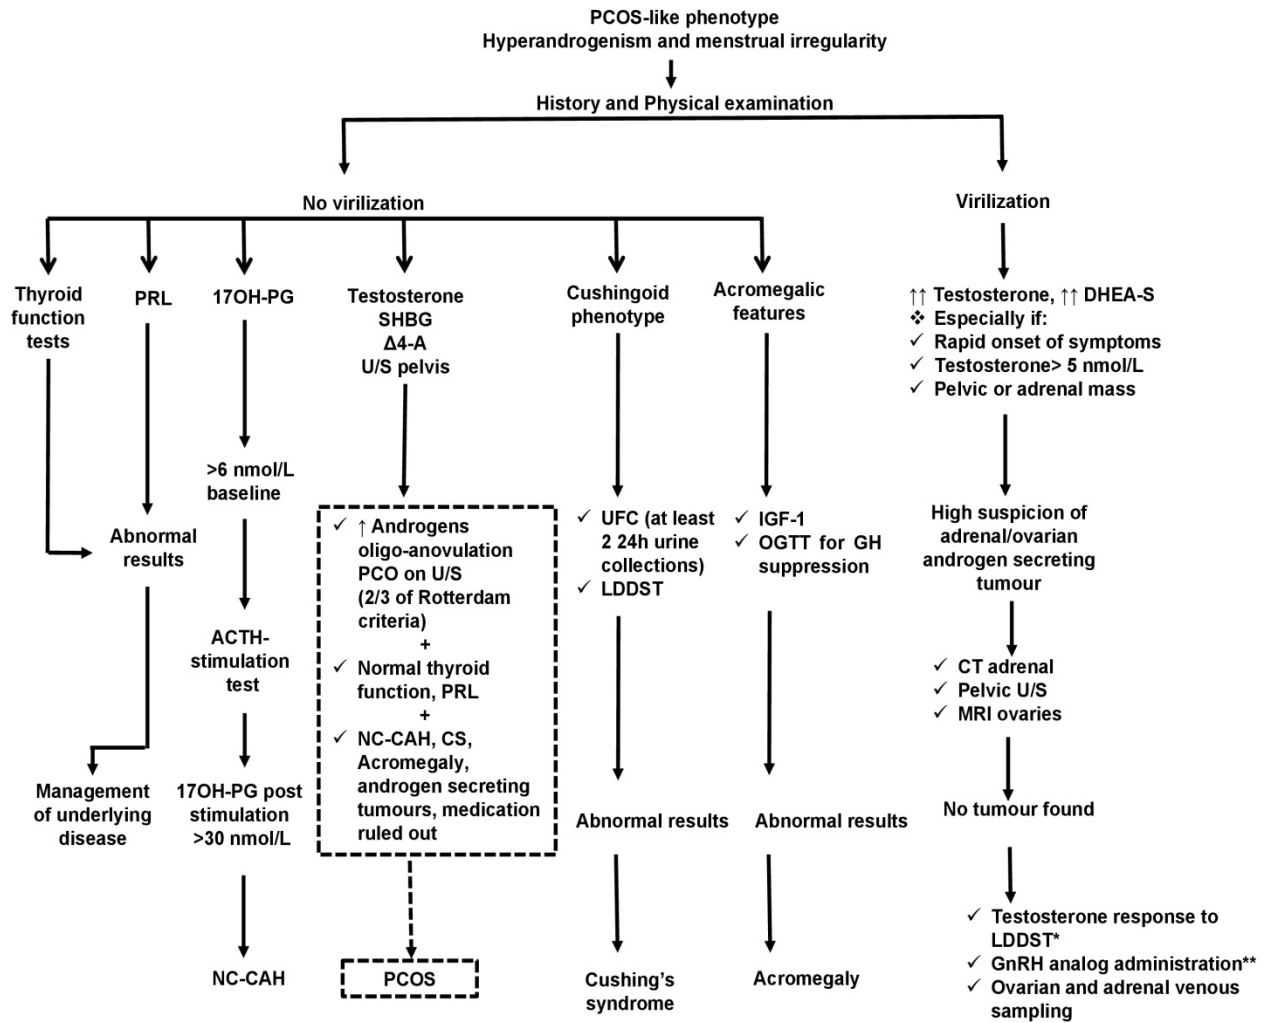 PCOS-like phenotype
Hyperandrogenism and menstrual irregularity
History and Physical examination
No virilization
Virilization
Thyroid
function
tests
PRL
17OH-PG
Testosterone
SHBG
Δ4-A
U/S pelvis
Cushingoid
phenotype
Acromegalic
features
↑↑ Testosterone, ↑↑ DHEA-S
❖ Especially if:
✓ Rapid onset of symptoms
✓ Testosterone> 5 nmol/L
✓ Pelvic or adrenal mass
>6 nmol/L
baseline
Abnormal
results
✓ ↑ Androgens
oligo-anovulation
PCO on U/S
(2/3 of Rotterdam
criteria)
+
✓ Normal thyroid
function, PRL
+
✓ NC-CAH, CS,
Acromegaly,
androgen secreting
tumours, medication
ruled out
✓ UFC (at least
2 24h urine
collections)
✓ LDDST
✓ IGF-1
✓ OGTT for GH
suppression
High suspicion of
adrenal/ovarian
androgen secreting
tumour
ACTH-
stimulation
test
✓ CT adrenal
✓ Pelvic U/S
✓ MRI ovaries
Management
of underlying
disease
17OH-PG post
stimulation
>30 nmol/L
Abnormal results
Abnormal results
No tumour found
NC-CAH
PCOS
Cushing's
syndrome
Acromegaly
✓ Testosterone response to
LDDST*
✓ GnRH analog administration**
✓ Ovarian and adrenal venous
sampling